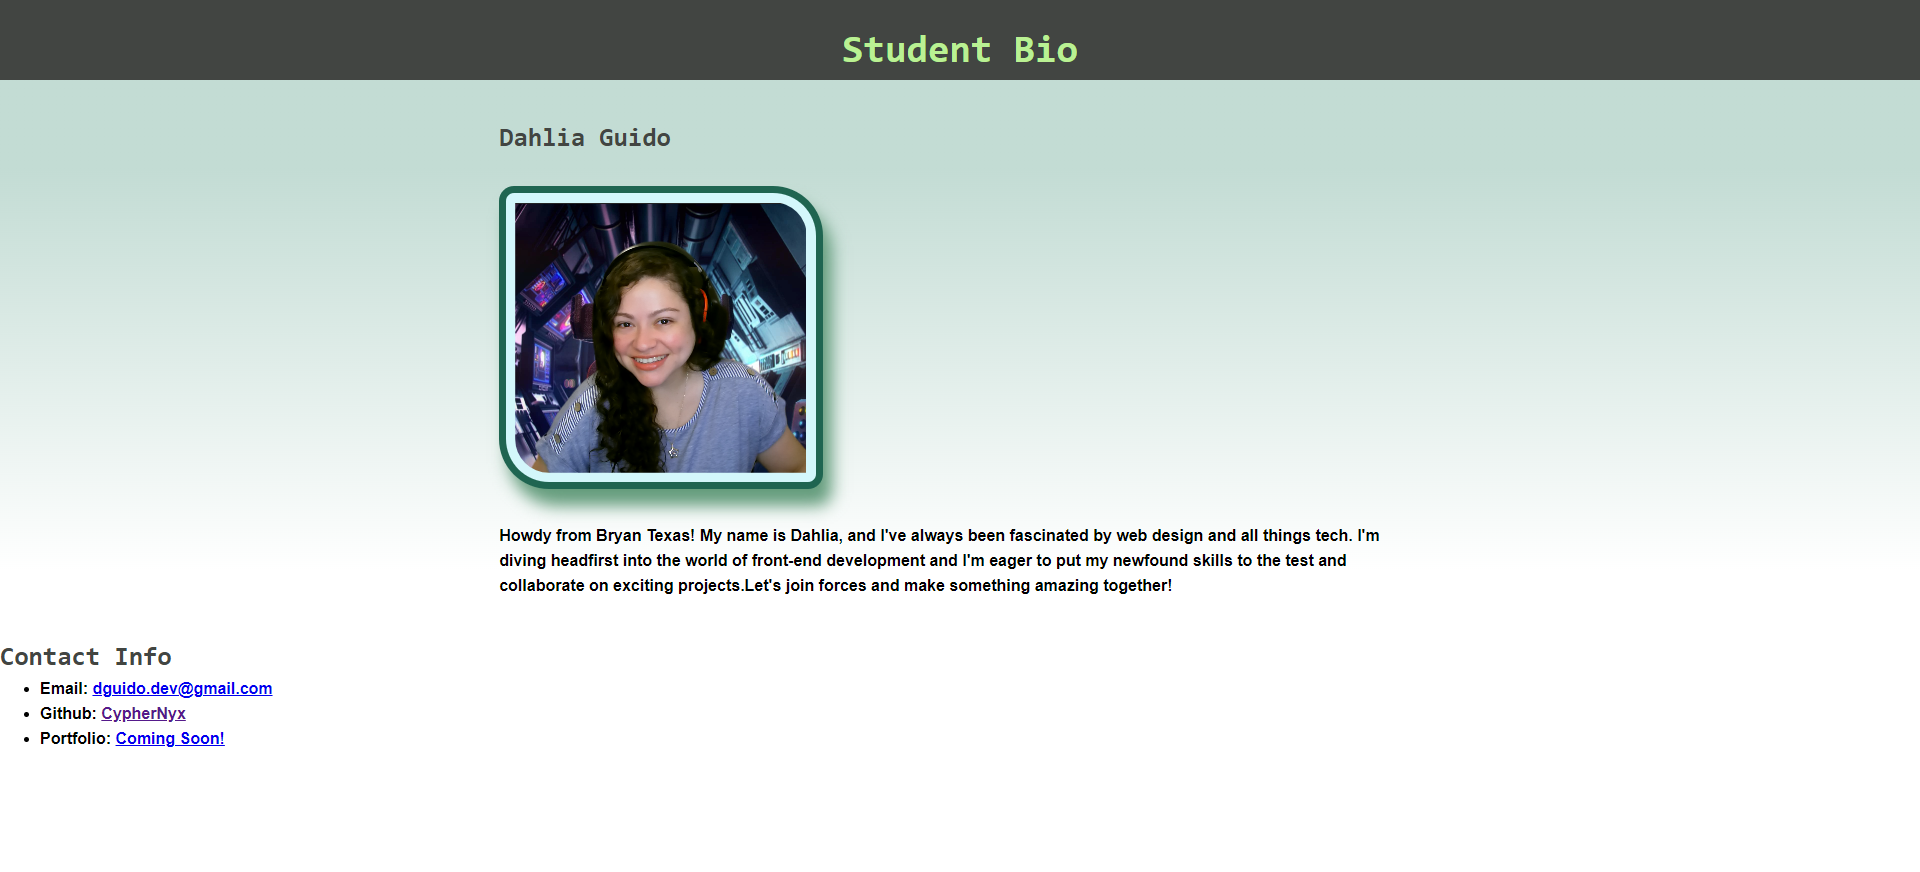 Student Bio
Dahlia Guido
Howdy from Bryan Texas! My name is Dahlia, and I've always been fascinated by web design and all things tech. I'm
diving headfirst into the world of front-end development and I'm eager to put my newfound skills to the test and
collaborate on exciting projects.Let's join forces and make something amazing together!
Contact Info
Email: dguido.dev@gmail.com
Github: CypherNyx
Portfolio: Coming Soon!